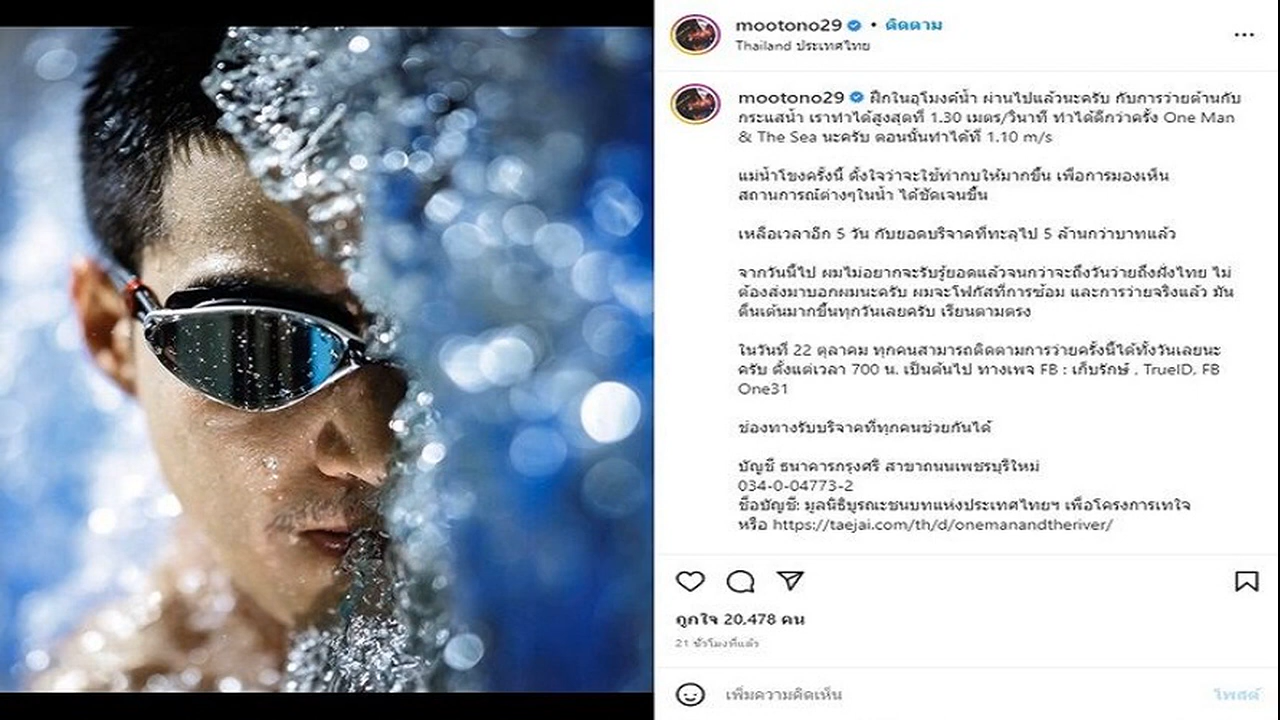 mootono29 • ติดตาม
Thailand ประเทศไทย
mootono29 ฝึกในอุโมงค์น้ำ ผ่านไปแล้วนะครับ กับการว่ายต้านกับ
กระแสน้ำ เราทำได้สูงสุดที่ 1.30 เมตร/วินาที ทำได้ดีกว่าครั้ง One Man
& The Sea นะครับ ตอนนั้นทำได้ที่ 1.10 m/s
แม่น้ำโขงครั้งนี้ ตั้งใจว่าจะใช้ท่ากบให้มากขึ้น เพื่อการมองเห็น
สถานการณ์ต่างๆในน้ำ ได้ชัดเจนขึ้น
เหลือเวลาอีก 5 วัน กับยอดบริจาคที่ทะลุไป 5 ล้านกว่าบาทแล้ว
จากวันนี้ไป ผมไม่อยากจะรับรู้ยอดแล้วจนกว่าจะถึงวันว่ายถึงฝั่งไทย ไม่
ต้องส่งมาบอกผมนะครับ ผมจะโฟกัสที่การซ้อม และการว่ายจริงแล้ว มัน
ตื่นเต้นมากขึ้นทุกวันเลยครับ เรียนตามตรง
ในวันที่ 22 ตุลาคม ทุกคนสามารถติดตามการว่ายครั้งนี้ได้ทั้งวันเลยนะ
ครับ ตั้งแต่เวลา 700 น. เป็นต้นไป ทางเพจ FB : เก็บรักษ์ , TrueID, FB
One31
ช่องทางรับบริจาคที่ทุกคนช่วยกันได้
บัญชี ธนาคารกรุงศรี สาขาถนนเพชรบุรีใหม่
034-0-04773-2
ชื่อบัญชี: มูลนิธิบูรณะชนบทแห่งประเทศไทยฯ เพื่อโครงการเทใจ
หรือ https://taejai.com/th/d/onemanandtheriver/
ถูกใจ 20,478 คน
21 ชั่วโมงที่แล้ว
เพิ่มความคิดเห็น
โพสต์